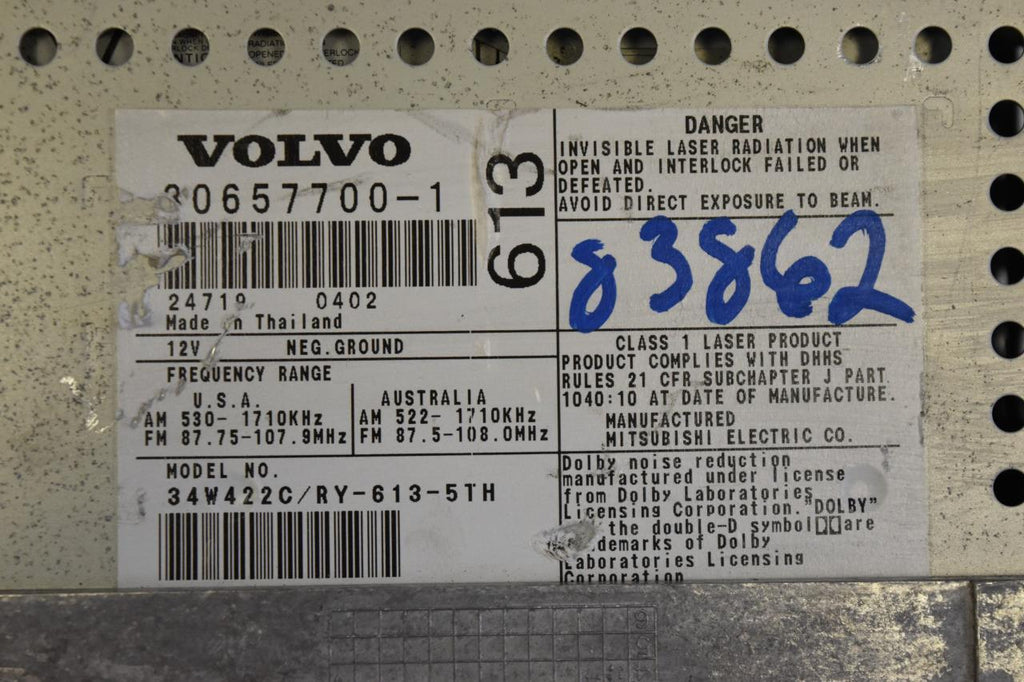 VOLVO
30657700-1
613
24719 0402
Made in Thailand
12V NEG.GROUND
FREQUENCY RANGE
U.S.A.
AM 530- 1710KHz
FM 87.75-107.9MHz
AUSTRALIA
AM 522- 1710KHz
FM 87.5-108.0MHz
MODEL NO.
34W422C/RY-613-5TH
DANGER
INVISIBLE LASER RADIATION WHEN
OPEN AND INTERLOCK FAILED OR
DEFEATED.
AVOID DIRECT EXPOSURE TO BEAM.
83862
CLASS 1 LASER PRODUCT
PRODUCT COMPLIES WITH DHHS
RULES 21 CFR SUBCHAPTER J PART
1040:10 AT DATE OF MANUFACTURE.
MANUFACTURED
MITSUBISHI ELECTRIC CO.
Dolby noise reduction
manufactured under license
from Dolby Laboratories
Licensing Corporation."DOLBY"
the double-D symbol▯▯are
demarks of Dolby
Laboratories Licensing
Corporation